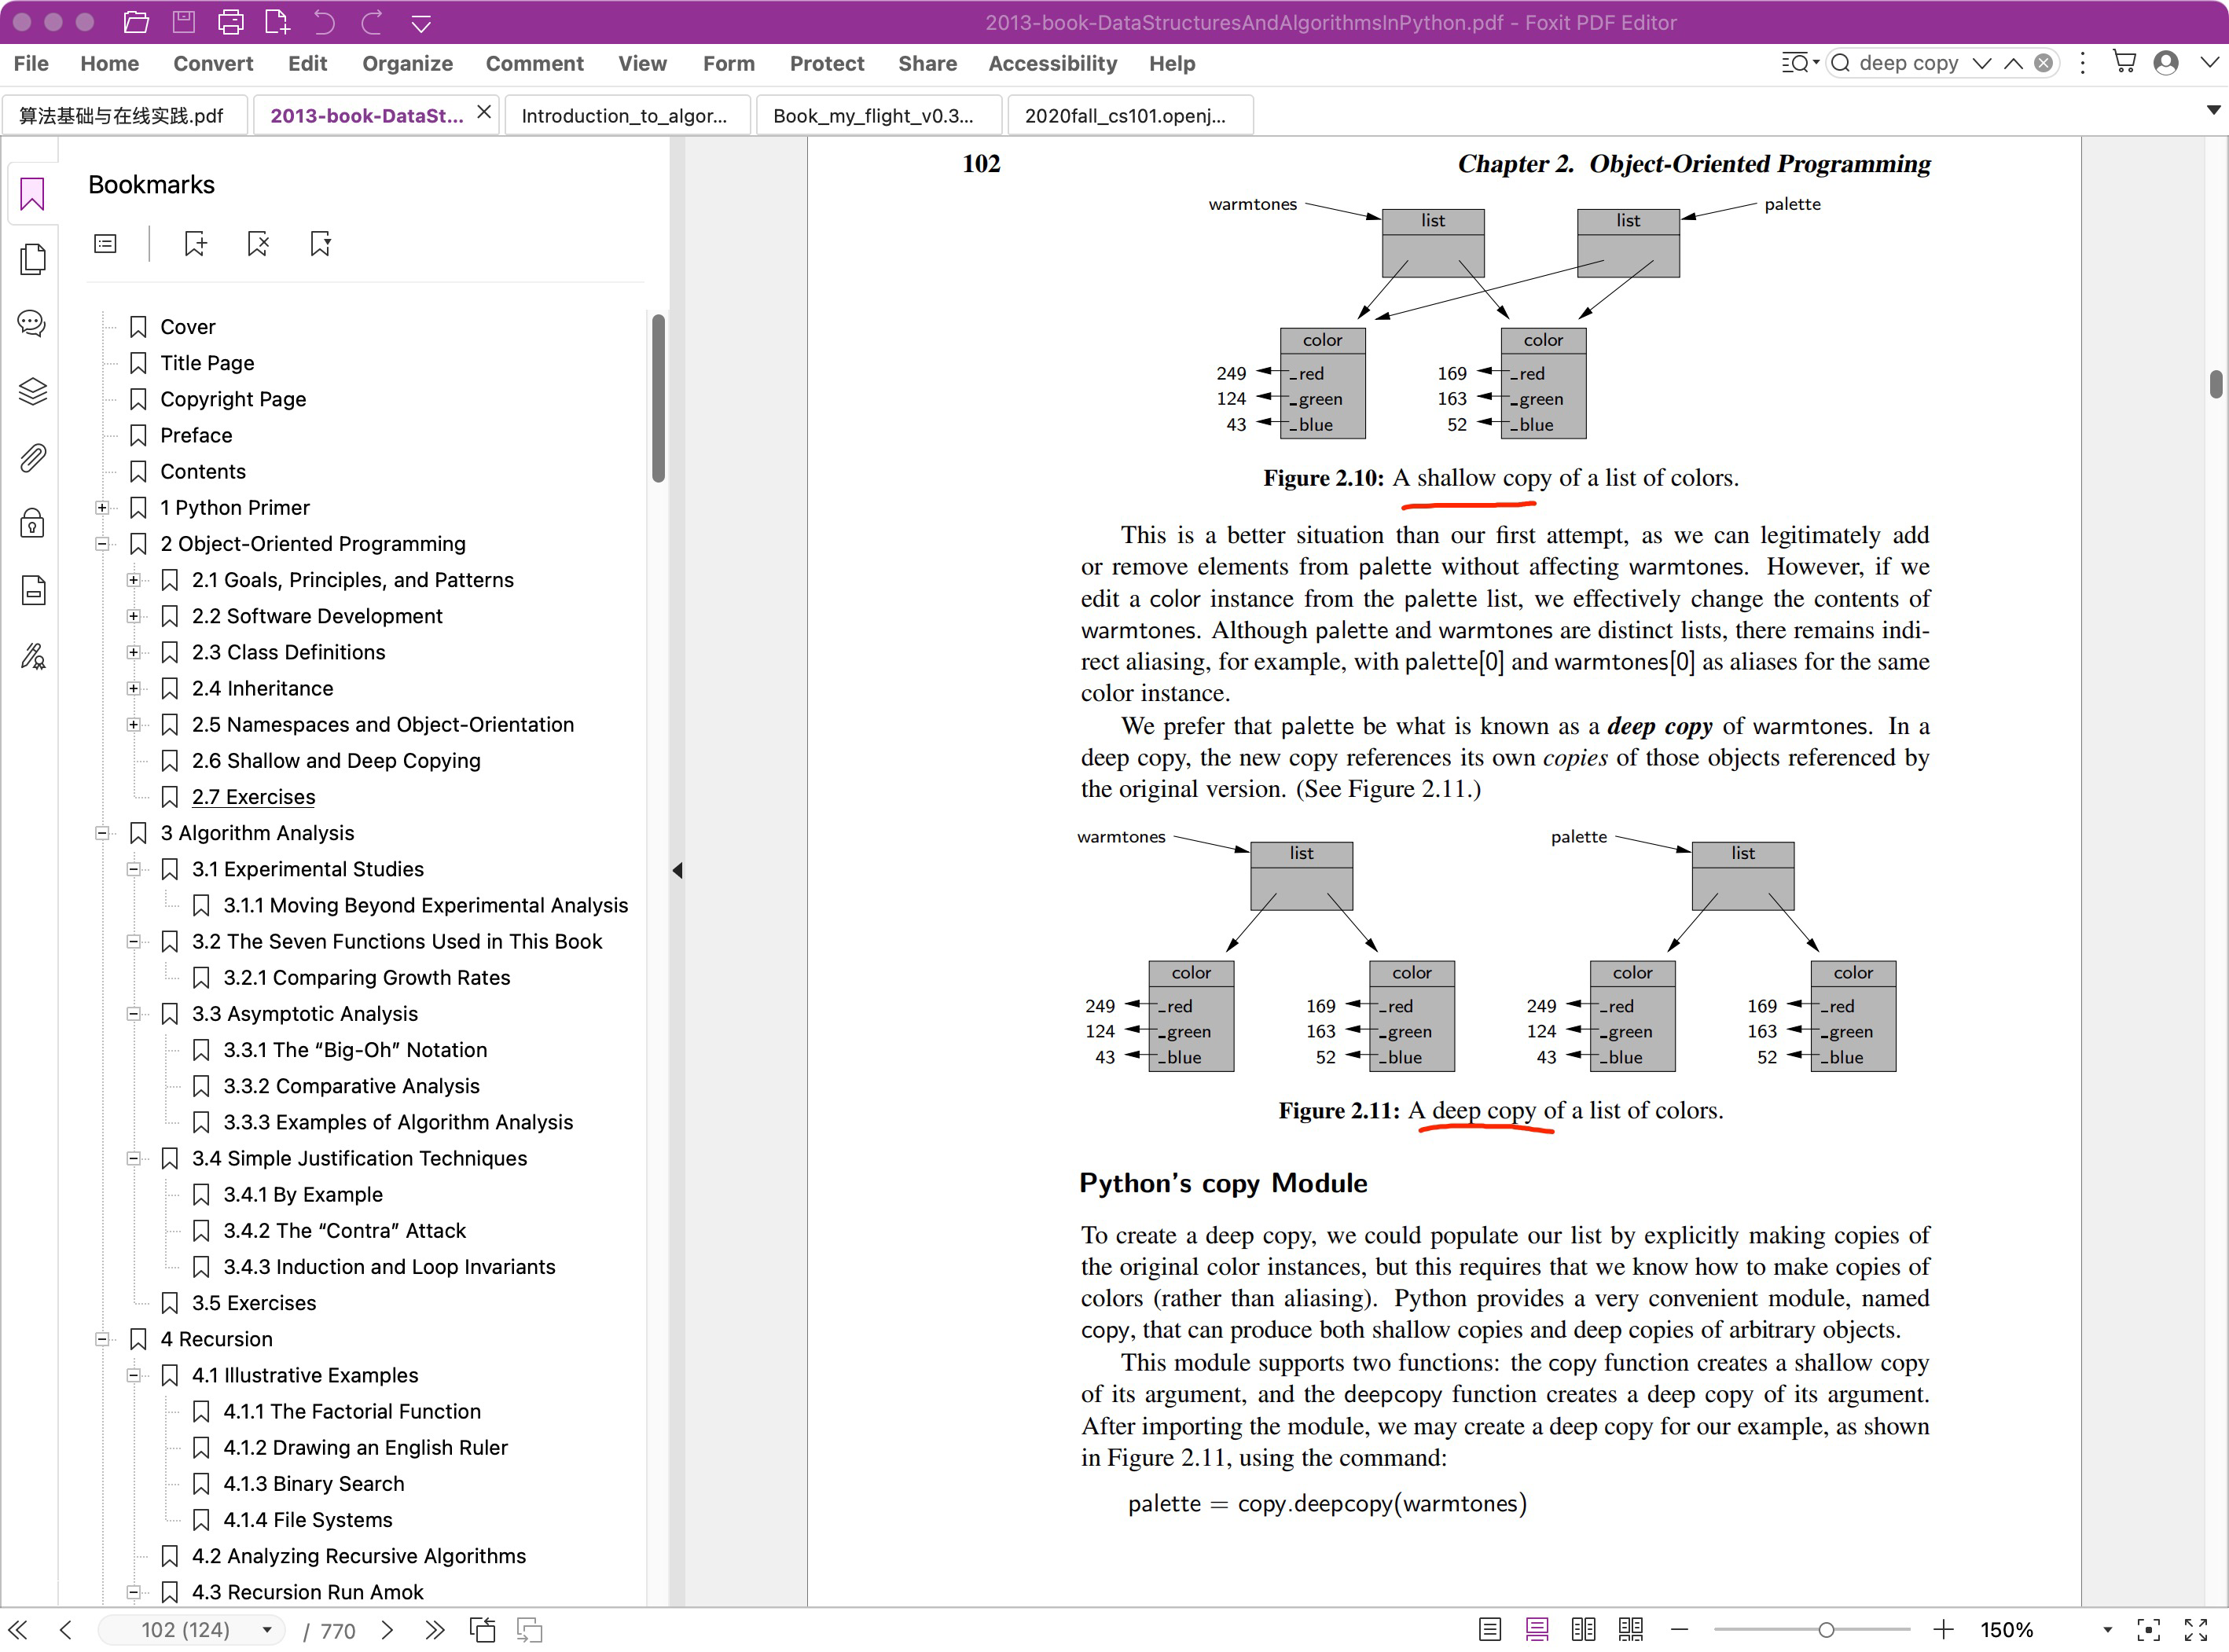 2013-book-DataStructuresAndAlgorithmsInPython.pdf - Foxit PDF Editor
File Home Convert Edit Organize Comment View Form Protect Share Accessibility Help deep copy
算法基础与在线实践.pdf 2013-book-DataSt... Introduction_to_algor... Book_my_flight_v0.3... 2020fall_cs101.openj...
Bookmarks
Cover
Title Page
Copyright Page
Preface
Contents
1 Python Primer
2 Object-Oriented Programming
2.1 Goals, Principles, and Patterns
2.2 Software Development
2.3 Class Definitions
2.4 Inheritance
2.5 Namespaces and Object-Orientation
2.6 Shallow and Deep Copying
2.7 Exercises
3 Algorithm Analysis
3.1 Experimental Studies
3.1.1 Moving Beyond Experimental Analysis
3.2 The Seven Functions Used in This Book
3.2.1 Comparing Growth Rates
3.3 Asymptotic Analysis
3.3.1 The “Big-Oh” Notation
3.3.2 Comparative Analysis
3.3.3 Examples of Algorithm Analysis
3.4 Simple Justification Techniques
3.4.1 By Example
3.4.2 The “Contra” Attack
3.4.3 Induction and Loop Invariants
3.5 Exercises
4 Recursion
4.1 Illustrative Examples
4.1.1 The Factorial Function
4.1.2 Drawing an English Ruler
4.1.3 Binary Search
4.1.4 File Systems
4.2 Analyzing Recursive Algorithms
4.3 Recursion Run Amok
102 Chapter 2. Object-Oriented Programming
warmtones list list palette
color color
249 _red 169 _red
124 _green 163 _green
43 _blue 52 _blue
Figure 2.10: A shallow copy of a list of colors.
This is a better situation than our first attempt, as we can legitimately add
or remove elements from palette without affecting warmtones. However, if we
edit a color instance from the palette list, we effectively change the contents of
warmtones. Although palette and warmtones are distinct lists, there remains indi-
rect aliasing, for example, with palette[0] and warmtones[0] as aliases for the same
color instance.
We prefer that palette be what is known as a deep copy of warmtones. In a
deep copy, the new copy references its own copies of those objects referenced by
the original version. (See Figure 2.11.)
warmtones list palette list
color color color color
249 _red 169 _red 249 _red 169 _red
124 _green 163 _green 124 _green 163 _green
43 _blue 52 _blue 43 _blue 52 _blue
Figure 2.11: A deep copy of a list of colors.
Python’s copy Module
To create a deep copy, we could populate our list by explicitly making copies of
the original color instances, but this requires that we know how to make copies of
colors (rather than aliasing). Python provides a very convenient module, named
copy, that can produce both shallow copies and deep copies of arbitrary objects.
This module supports two functions: the copy function creates a shallow copy
of its argument, and the deepcopy function creates a deep copy of its argument.
After importing the module, we may create a deep copy for our example, as shown
in Figure 2.11, using the command:
palette = copy.deepcopy(warmtones)
102 (124) / 770 150%